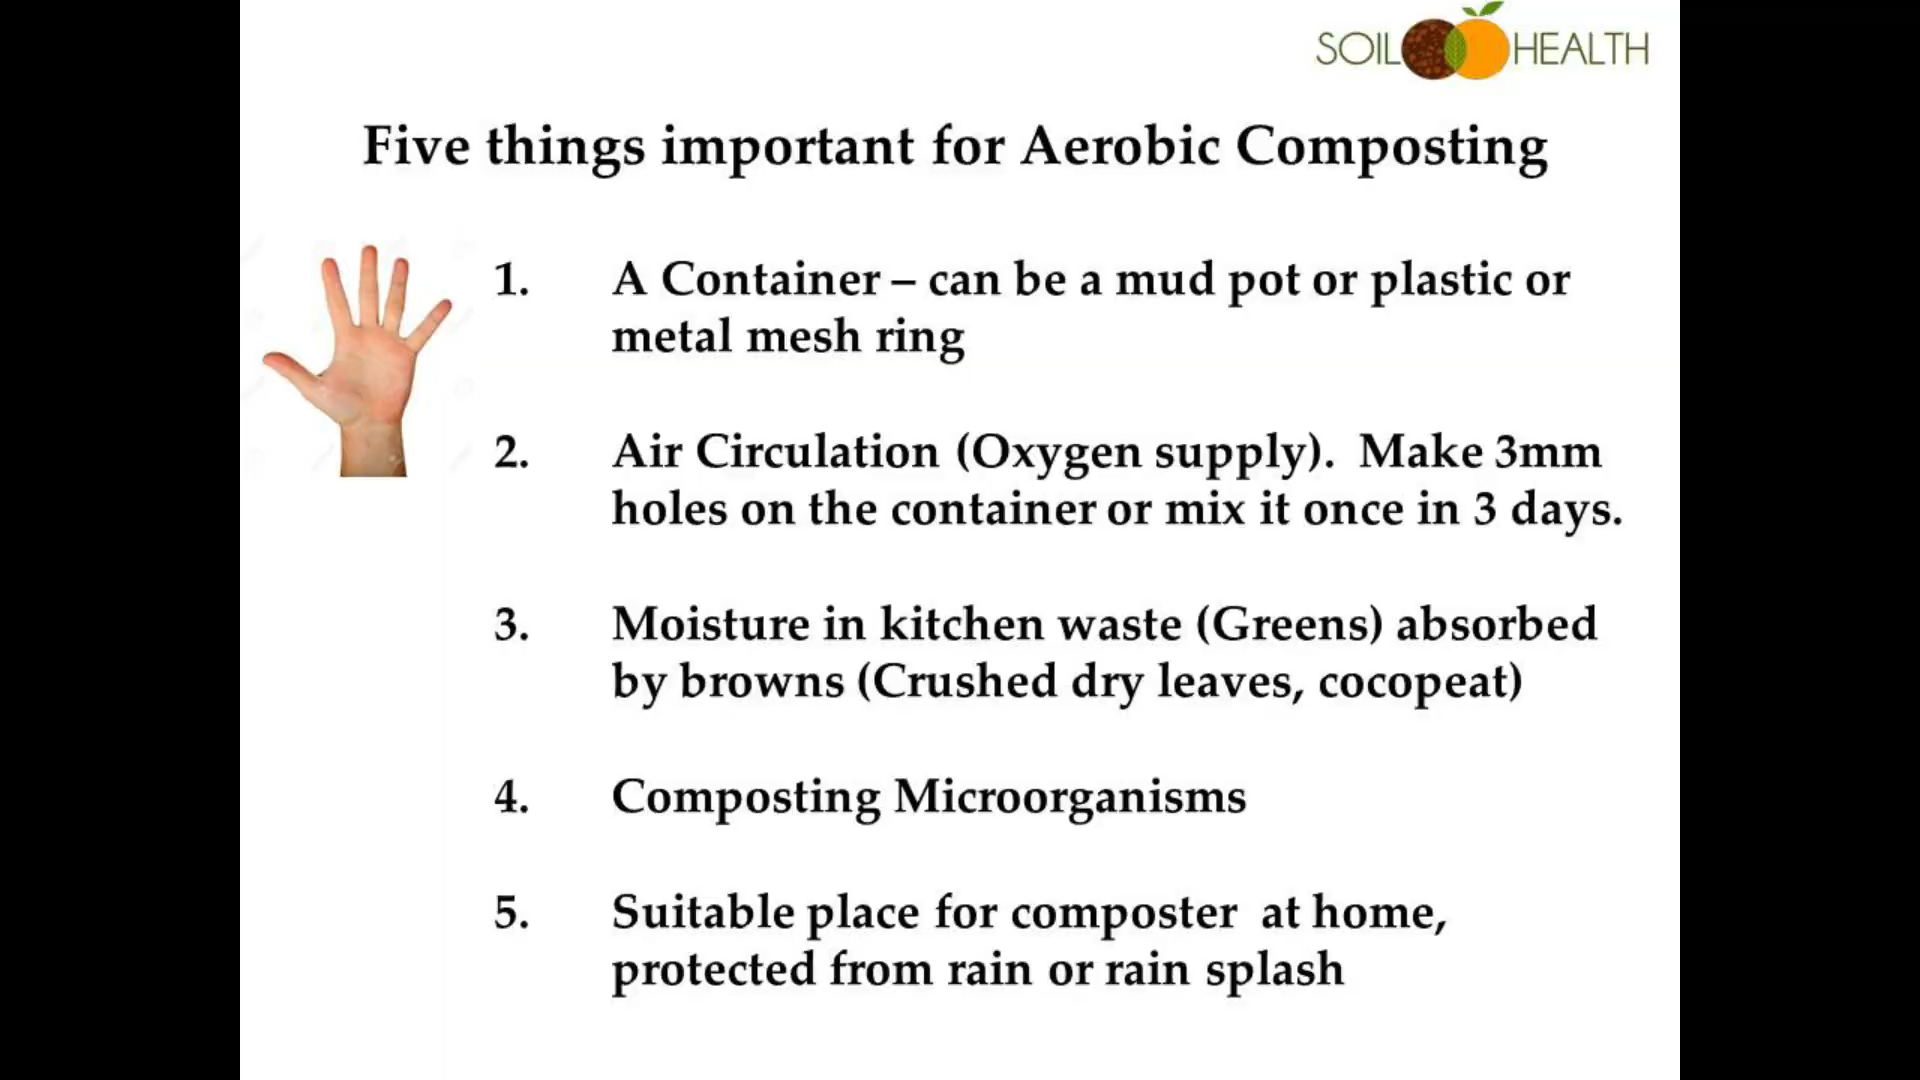 SOIL HEALTH
Five things important for Aerobic Composting
1. A Container – can be a mud pot or plastic or
metal mesh ring
2. Air Circulation (Oxygen supply). Make 3mm
holes on the container or mix it once in 3 days.
3. Moisture in kitchen waste (Greens) absorbed
by browns (Crushed dry leaves, cocopeat)
4. Composting Microorganisms
5. Suitable place for composter at home,
protected from rain or rain splash